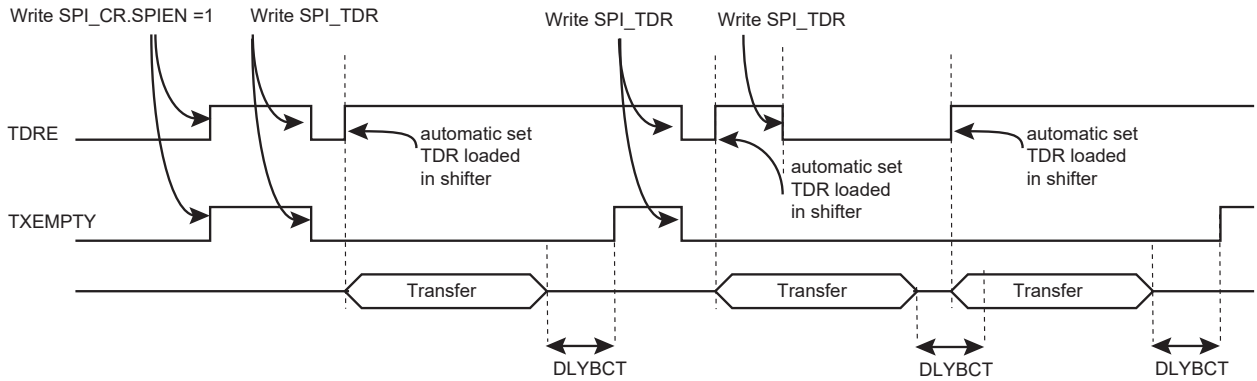 Write SPI_CR.SPIEN =1
Write SPI_TDR
Write SPI_TDR
Write SPI_TDR
TDRE
automatic set
TDR loaded
in shifter
automatic set
TDR loaded
in shifter
automatic set
TDR loaded
in shifter
TXEMPTY
Transfer
Transfer
Transfer
DLYBCT
DLYBCT
DLYBCT